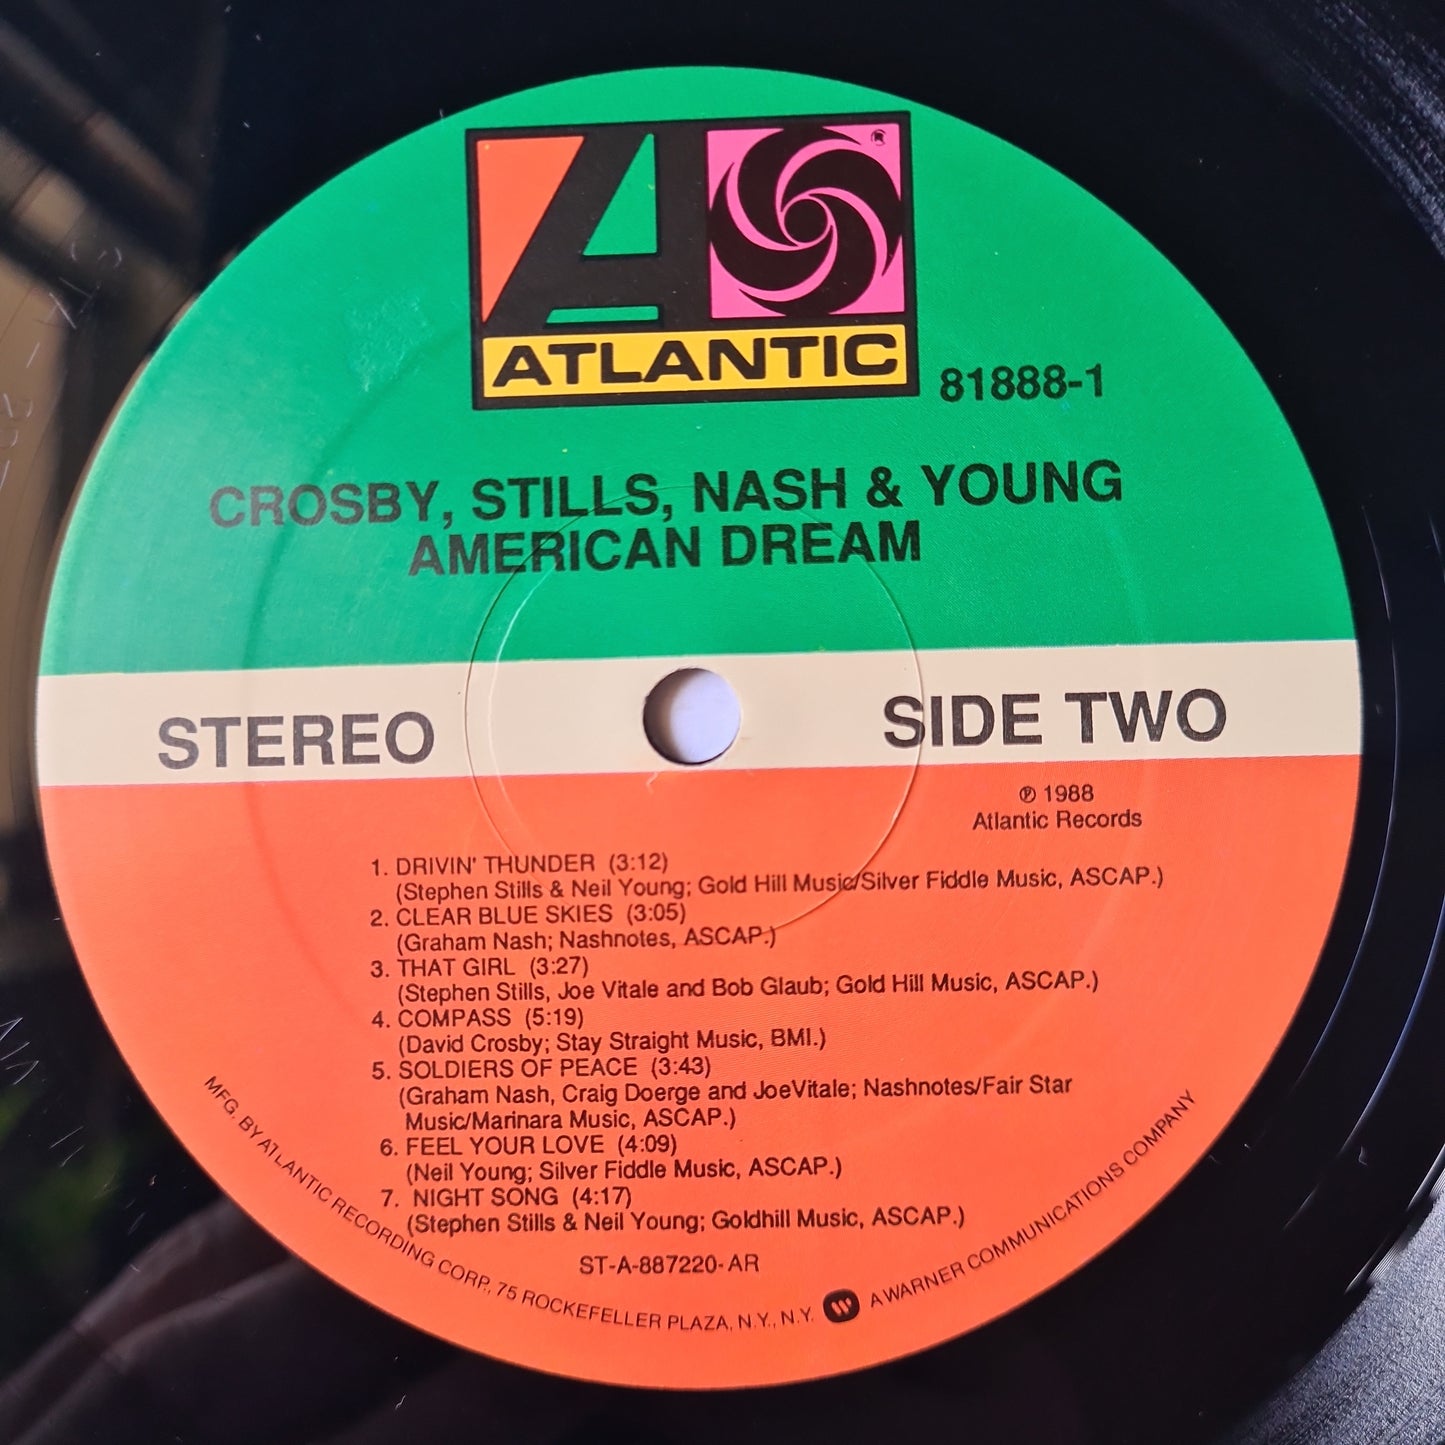 ATLANTIC
®
81888-1
CROSBY, STILLS, NASH & YOUNG
AMERICAN DREAM
STEREO
SIDE TWO
℗ 1988
Atlantic Records
1. DRIVIN' THUNDER (3:12)
(Stephen Stills & Neil Young; Gold Hill Music/Silver Fiddle Music, ASCAP.)
2. CLEAR BLUE SKIES (3:05)
(Graham Nash; Nashnotes, ASCAP.)
3. THAT GIRL (3:27)
(Stephen Stills, Joe Vitale and Bob Glaub; Gold Hill Music, ASCAP.)
4. COMPASS (5:19)
(David Crosby; Stay Straight Music, BMI.)
5. SOLDIERS OF PEACE (3:43)
(Graham Nash, Craig Doerge and JoeVitale; Nashnotes/Fair Star
Music/Marinara Music, ASCAP.)
6. FEEL YOUR LOVE (4:09)
(Neil Young; Silver Fiddle Music, ASCAP.)
7. NIGHT SONG (4:17)
(Stephen Stills & Neil Young; Goldhill Music, ASCAP.)
ST-A-887220-AR
MFG. BY ATLANTIC RECORDING CORP., 75 ROCKEFELLER PLAZA, N.Y., N.Y. A WARNER COMMUNICATIONS COMPANY